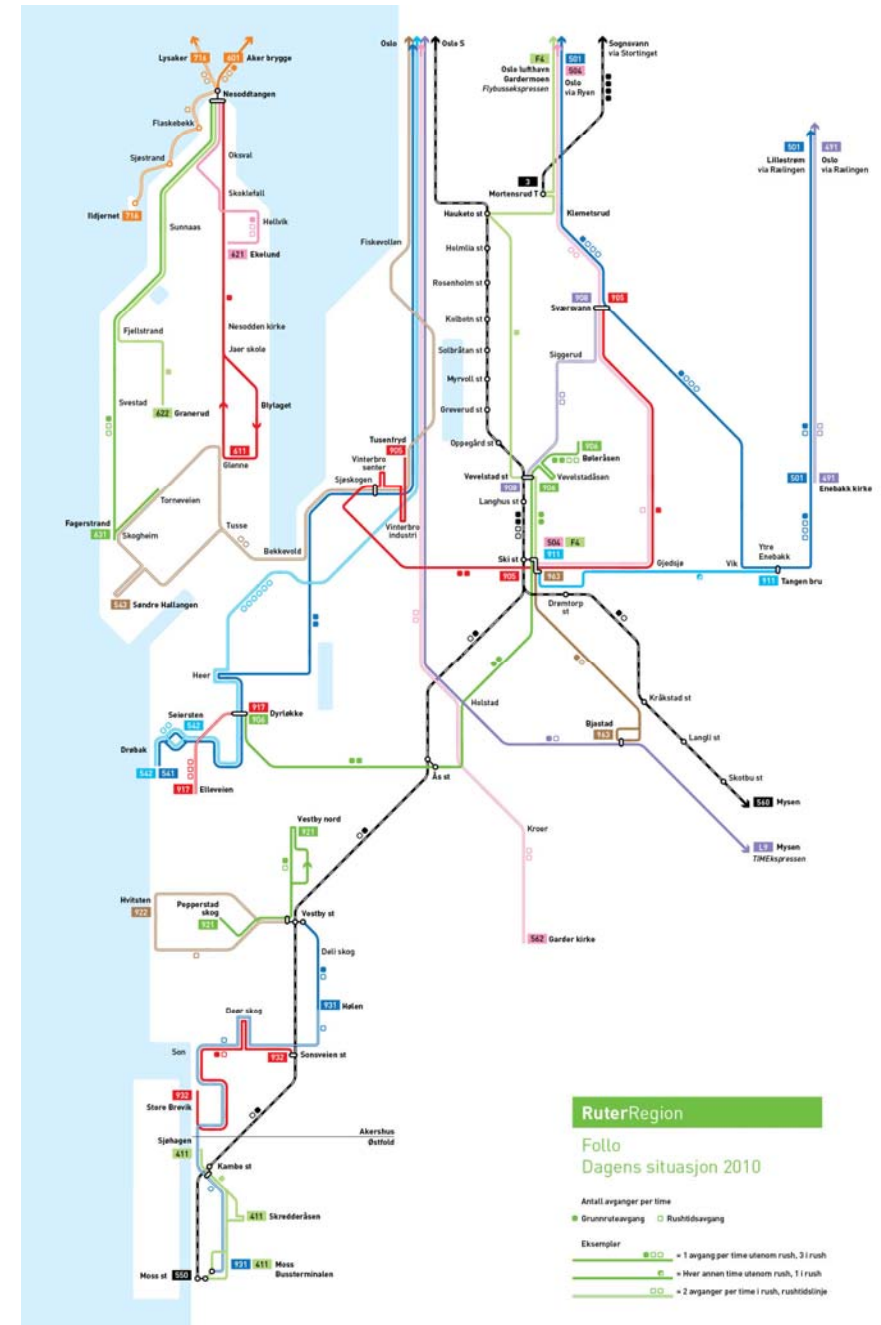 Lysaker 716
601 Aker brygge
Nesoddtangen
Flaskebekk
Sjøstrand
Ildjernet 716
Oksval
Skoklefall
Hellvik
621 Ekelund
Sunnaas
Nesodden kirke
Jaer skole
Fjellstrand
Svestad
622 Granerud
Blylaget
611
Glenne
Torneveien
Fagerstrand
631
Skogheim
Tusse
Bekkevold
543 Søndre Hallangen
Oslo
Oslo S
Fiskevollen
F4
Oslo lufthavn
Gardermoen
Flybussekspressen
501
504
Oslo
via Ryen
Sognsvann
via Stortinget
3
Mortensrud T
Hauketo st
Klemetsrud
Holmlia st
Rosenholm st
Kolbotn st
Solbråtan st
Myrvoll st
Greverud st
Oppegård st
908
905
Sværsvann
Siggerud
501
Lillestrøm
via Rælingen
491
Oslo
via Rælingen
Tusenfryd
905
Vinterbro
senter
Sjøskogen
Vinterbro
industri
906
Bøleråsen
Vevelstad st
908
906
Vevelstadåsen
Langhus st
501
491
Enebakk kirke
504 F4
911
Ski st
905
963
Gjedsjø
Vik
Ytre
Enebakk
911 Tangen bru
Drømtorp
st
Heer
Seiersten
542
917
906
Dyrløkke
Drøbak
542 541
917 Elleveien
Holstad
Ås st
Bjastad
963
Kråkstad st
Langli st
Skotbu st
560 Mysen
L9 Mysen
TIMEkspressen
Kroer
562 Garder kirke
Vestby nord
921
Hvitsten
922
Pepperstad
skog
921
Vestby st
Deli skog
931 Hølen
Deør skog
Son
932
Sonsveien st
932
Store Brevik
Akershus
Østfold
Sjøhagen
411
Kambo st
411 Skredderåsen
931 411 Moss
Bussterminalen
Moss st 550
RuterRegion
Follo
Dagens situasjon 2010
Antall avganger per time
Grunnruteavgang
Rushtidsavgang
Eksempler
= 1 avgang per time utenom rush, 3 i rush
= Hver annen time utenom rush, 1 i rush
= 2 avganger per time i rush, rushtidslinje